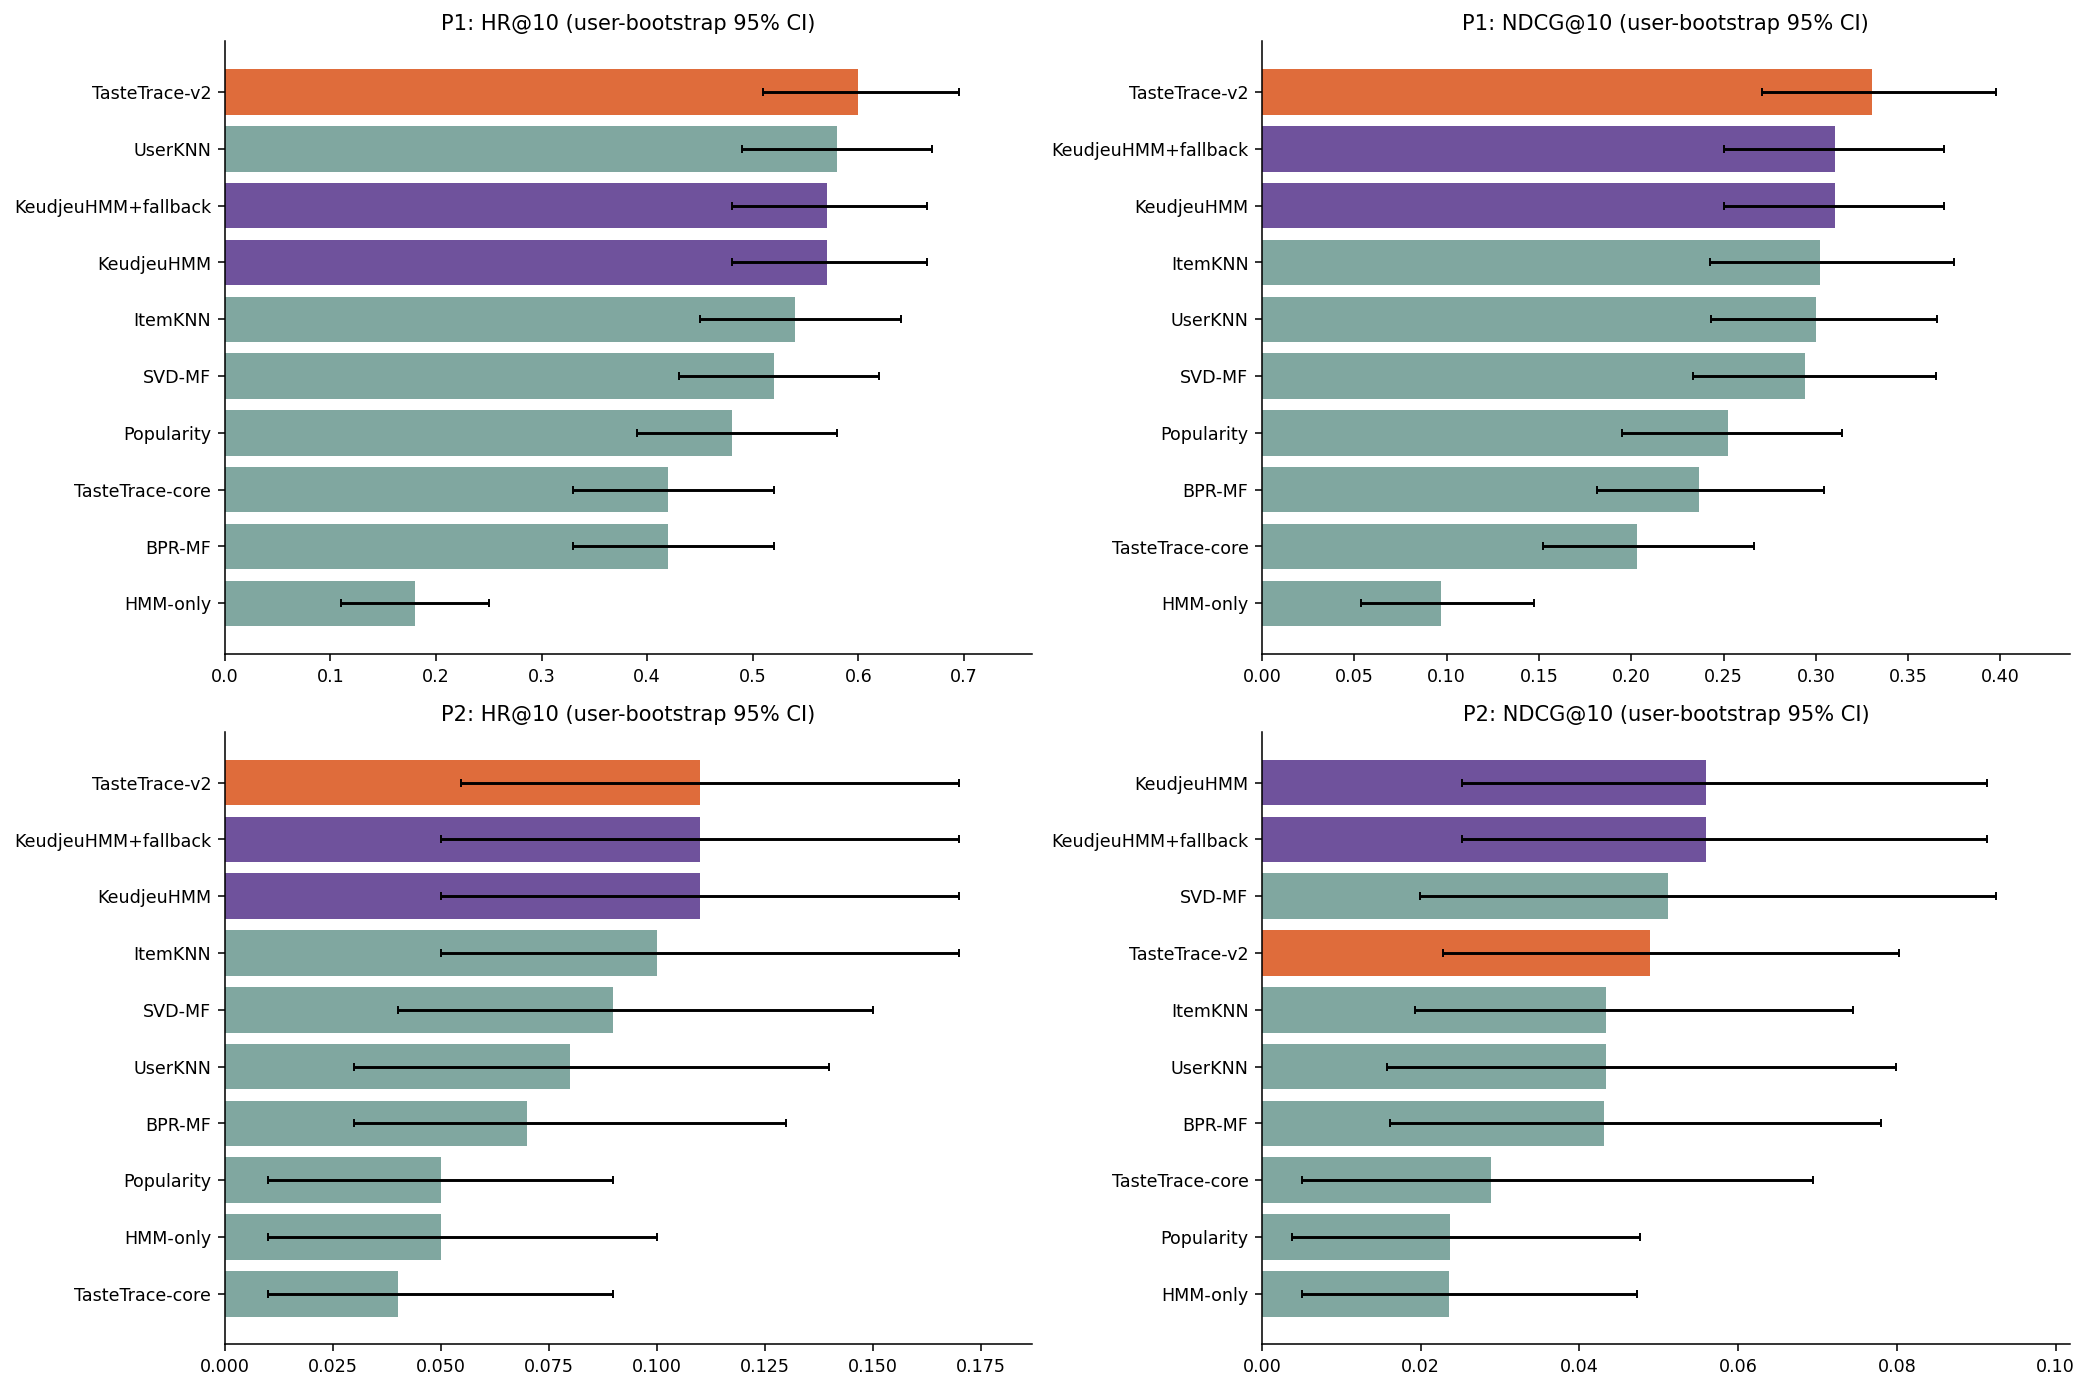 P1: HR@10 (user-bootstrap 95% CI)
TasteTrace-v2
UserKNN
KeudjeuHMM+fallback
KeudjeuHMM
ItemKNN
SVD-MF
Popularity
TasteTrace-core
BPR-MF
HMM-only
0.0 0.1 0.2 0.3 0.4 0.5 0.6 0.7
P1: NDCG@10 (user-bootstrap 95% CI)
TasteTrace-v2
KeudjeuHMM+fallback
KeudjeuHMM
ItemKNN
UserKNN
SVD-MF
Popularity
BPR-MF
TasteTrace-core
HMM-only
0.00 0.05 0.10 0.15 0.20 0.25 0.30 0.35 0.40
P2: HR@10 (user-bootstrap 95% CI)
TasteTrace-v2
KeudjeuHMM+fallback
KeudjeuHMM
ItemKNN
SVD-MF
UserKNN
BPR-MF
Popularity
HMM-only
TasteTrace-core
0.000 0.025 0.050 0.075 0.100 0.125 0.150 0.175
P2: NDCG@10 (user-bootstrap 95% CI)
KeudjeuHMM
KeudjeuHMM+fallback
SVD-MF
TasteTrace-v2
ItemKNN
UserKNN
BPR-MF
TasteTrace-core
Popularity
HMM-only
0.00 0.02 0.04 0.06 0.08 0.10